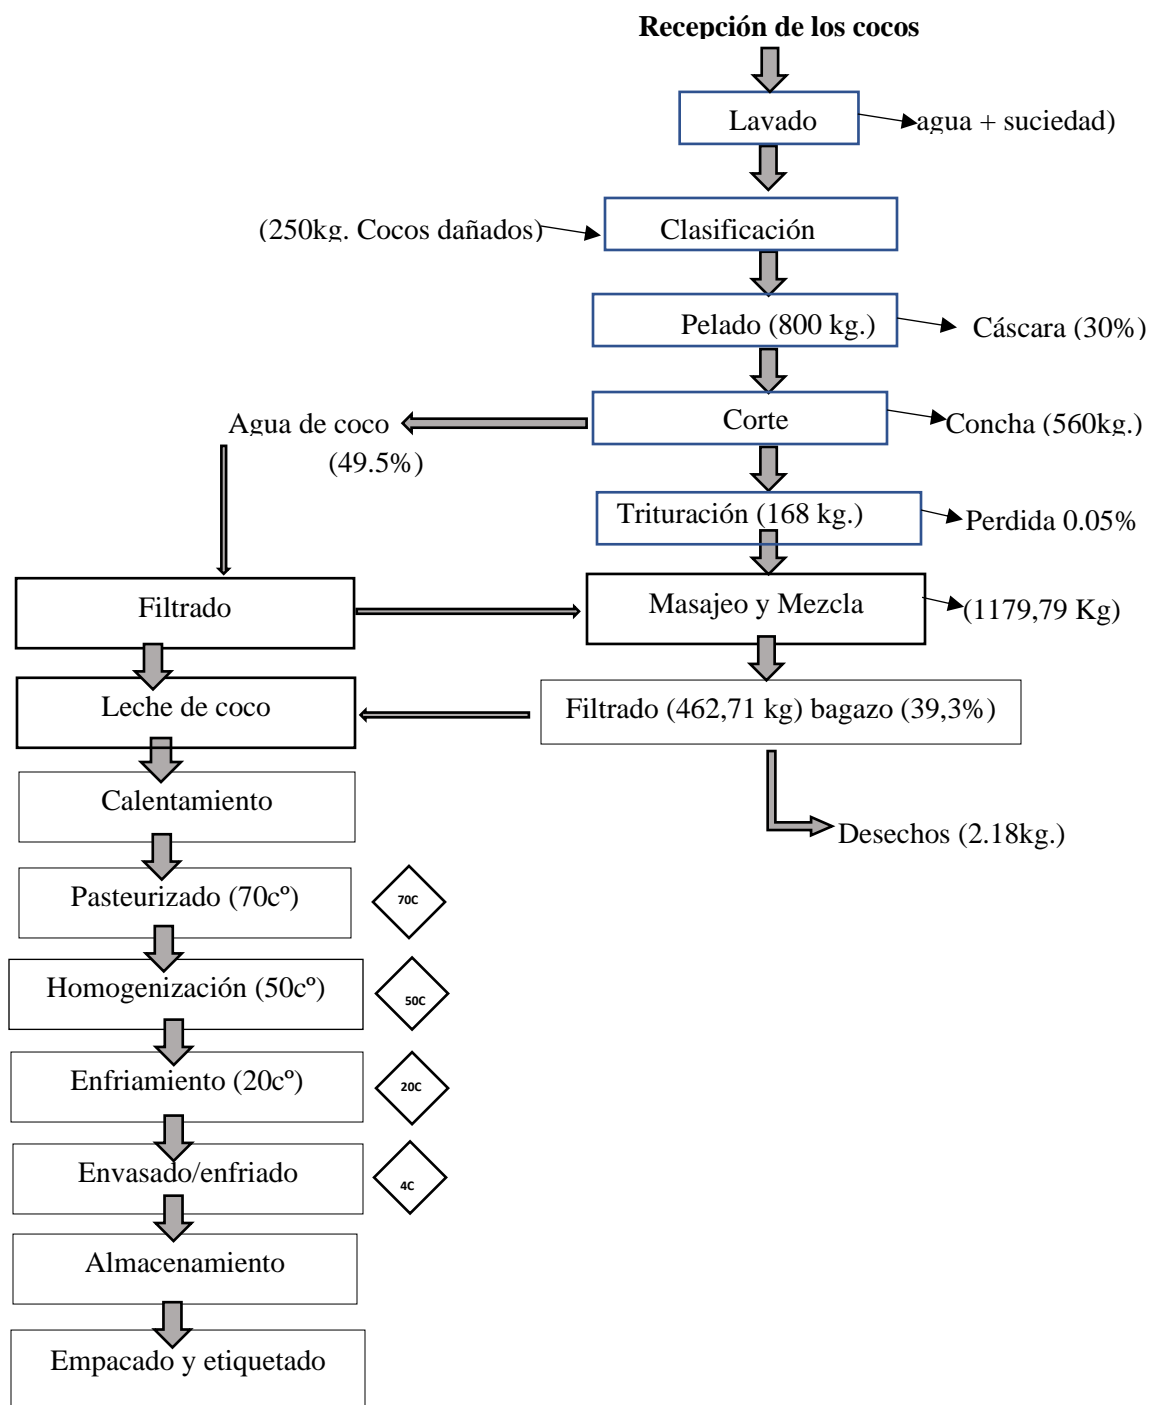 Recepción de los cocos
Lavado
agua + suciedad)
(250kg. Cocos dañados)
Clasificación
Pelado (800 kg.)
Cáscara (30%)
Agua de coco
(49.5%)
Corte
Concha (560kg.)
Trituración (168 kg.)
Perdida 0.05%
Filtrado
Masajeo y Mezcla
(1179,79 Kg)
Leche de coco
Filtrado (462,71 kg) bagazo (39,3%)
Calentamiento
Desechos (2.18kg.)
Pasteurizado (70cº)
70C
Homogenización (50cº)
50C
Enfriamiento (20cº)
20C
Envasado/enfriado
4C
Almacenamiento
Empacado y etiquetado